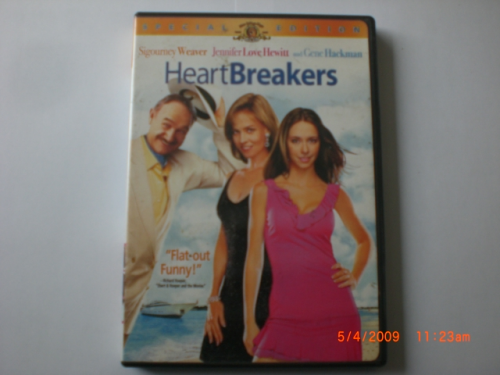 SPECIAL EDITION
Sigourney Weaver Jennifer Love Hewitt and Gene Hackman
HeartBreakers
"Flat-out
Funny!"
5/4/2009 11:23am